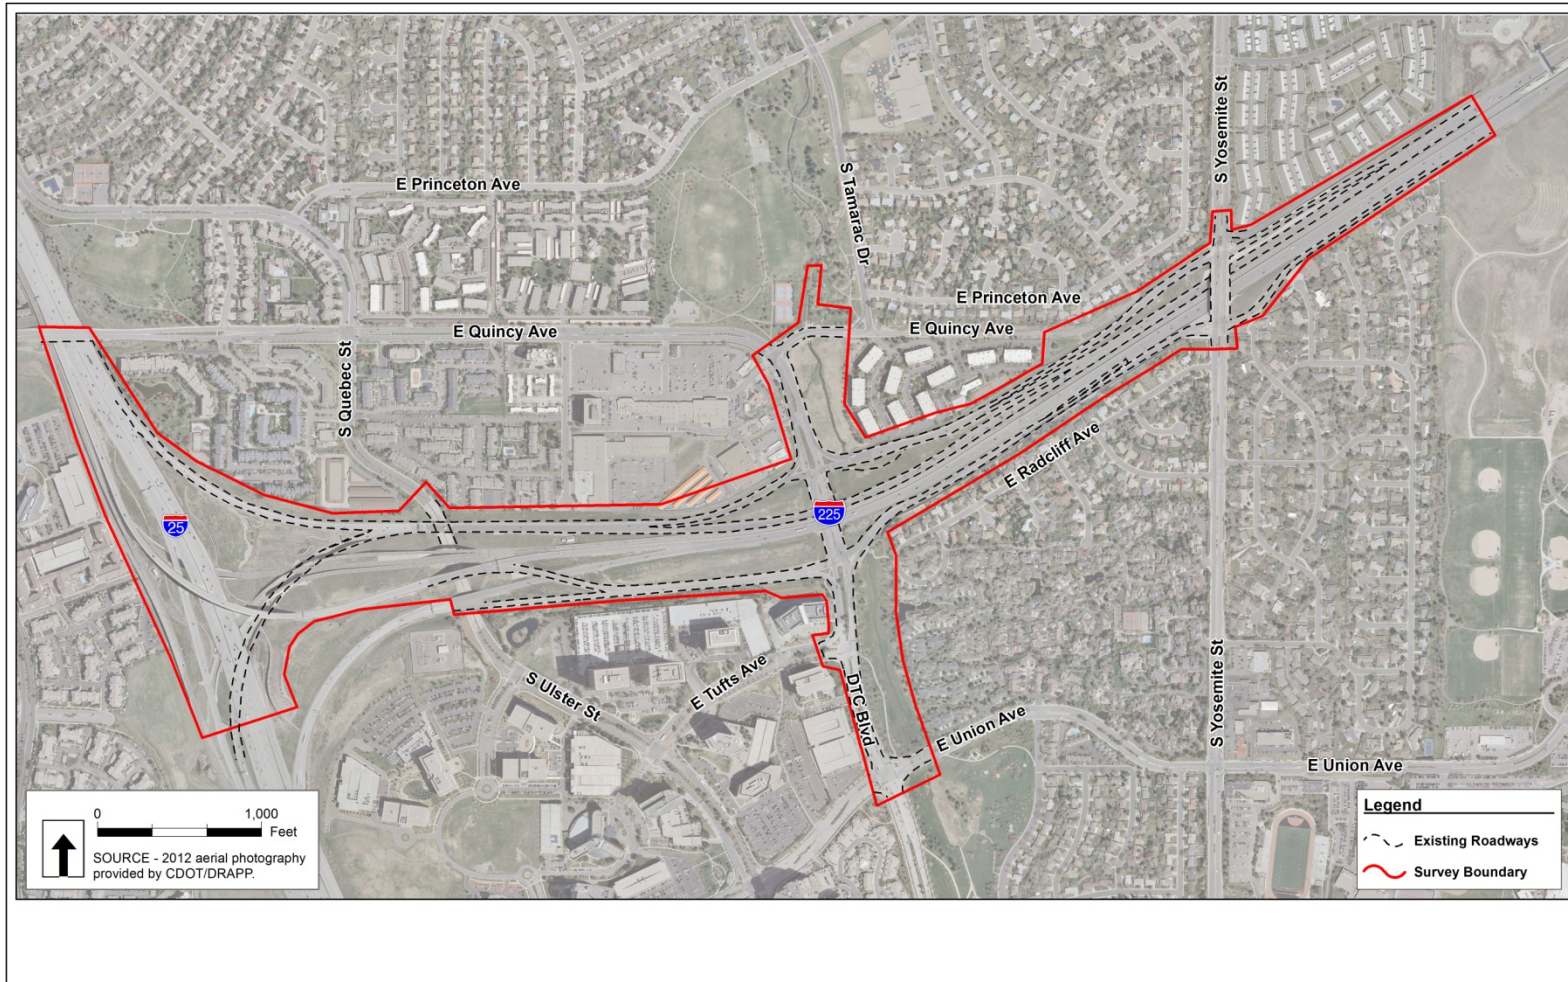 S Yosemite St
E Princeton Ave
S Tamarac Dr
E Princeton Ave
E Quincy Ave
E Quincy Ave
S Quebec St
E Radcliff Ave
225
25
S Yosemite St
E Tufts Ave
S Ulster St
DTC Blvd
E Union Ave
E Union Ave
0 1,000
Feet
SOURCE - 2012 aerial photography
provided by CDOT/DRAPP.
Legend
Existing Roadways
Survey Boundary